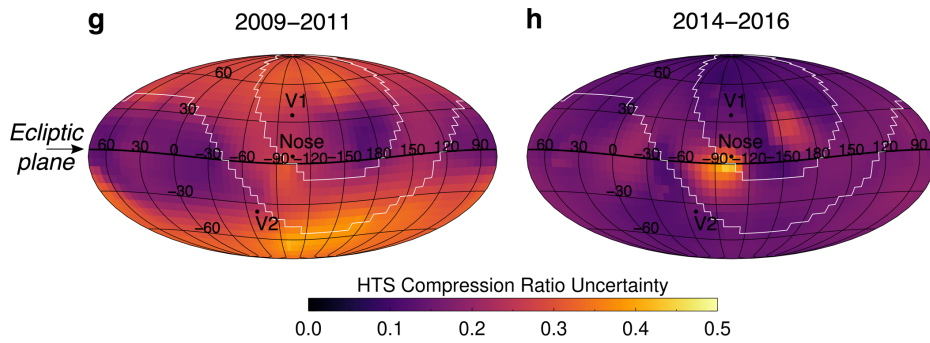 g 2009−2011 h 2014−2016
60 60
30 V1 30 V1
Ecliptic plane
Nose Nose
60 30 0 −30 −60 −90 −120 −150 180 150 120 90 60 30 0 −30 −60 −90 −120 −150 180 150 120 90
−30 −30
V2 V2
−60 −60
HTS Compression Ratio Uncertainty
0.0 0.1 0.2 0.3 0.4 0.5